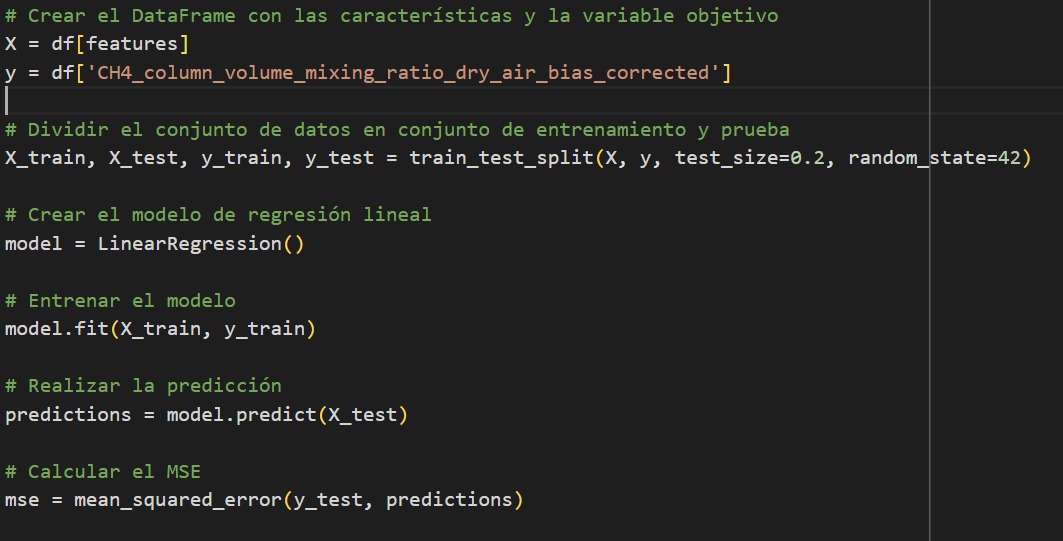 # Crear el DataFrame con las características y la variable objetivo
X = df[features]
y = df['CH4_column_volume_mixing_ratio_dry_air_bias_corrected']
# Dividir el conjunto de datos en conjunto de entrenamiento y prueba
X_train, X_test, y_train, y_test = train_test_split(X, y, test_size=0.2, random_state=42)
# Crear el modelo de regresión lineal
model = LinearRegression()
# Entrenar el modelo
model.fit(X_train, y_train)
# Realizar la predicción
predictions = model.predict(X_test)
# Calcular el MSE
mse = mean_squared_error(y_test, predictions)